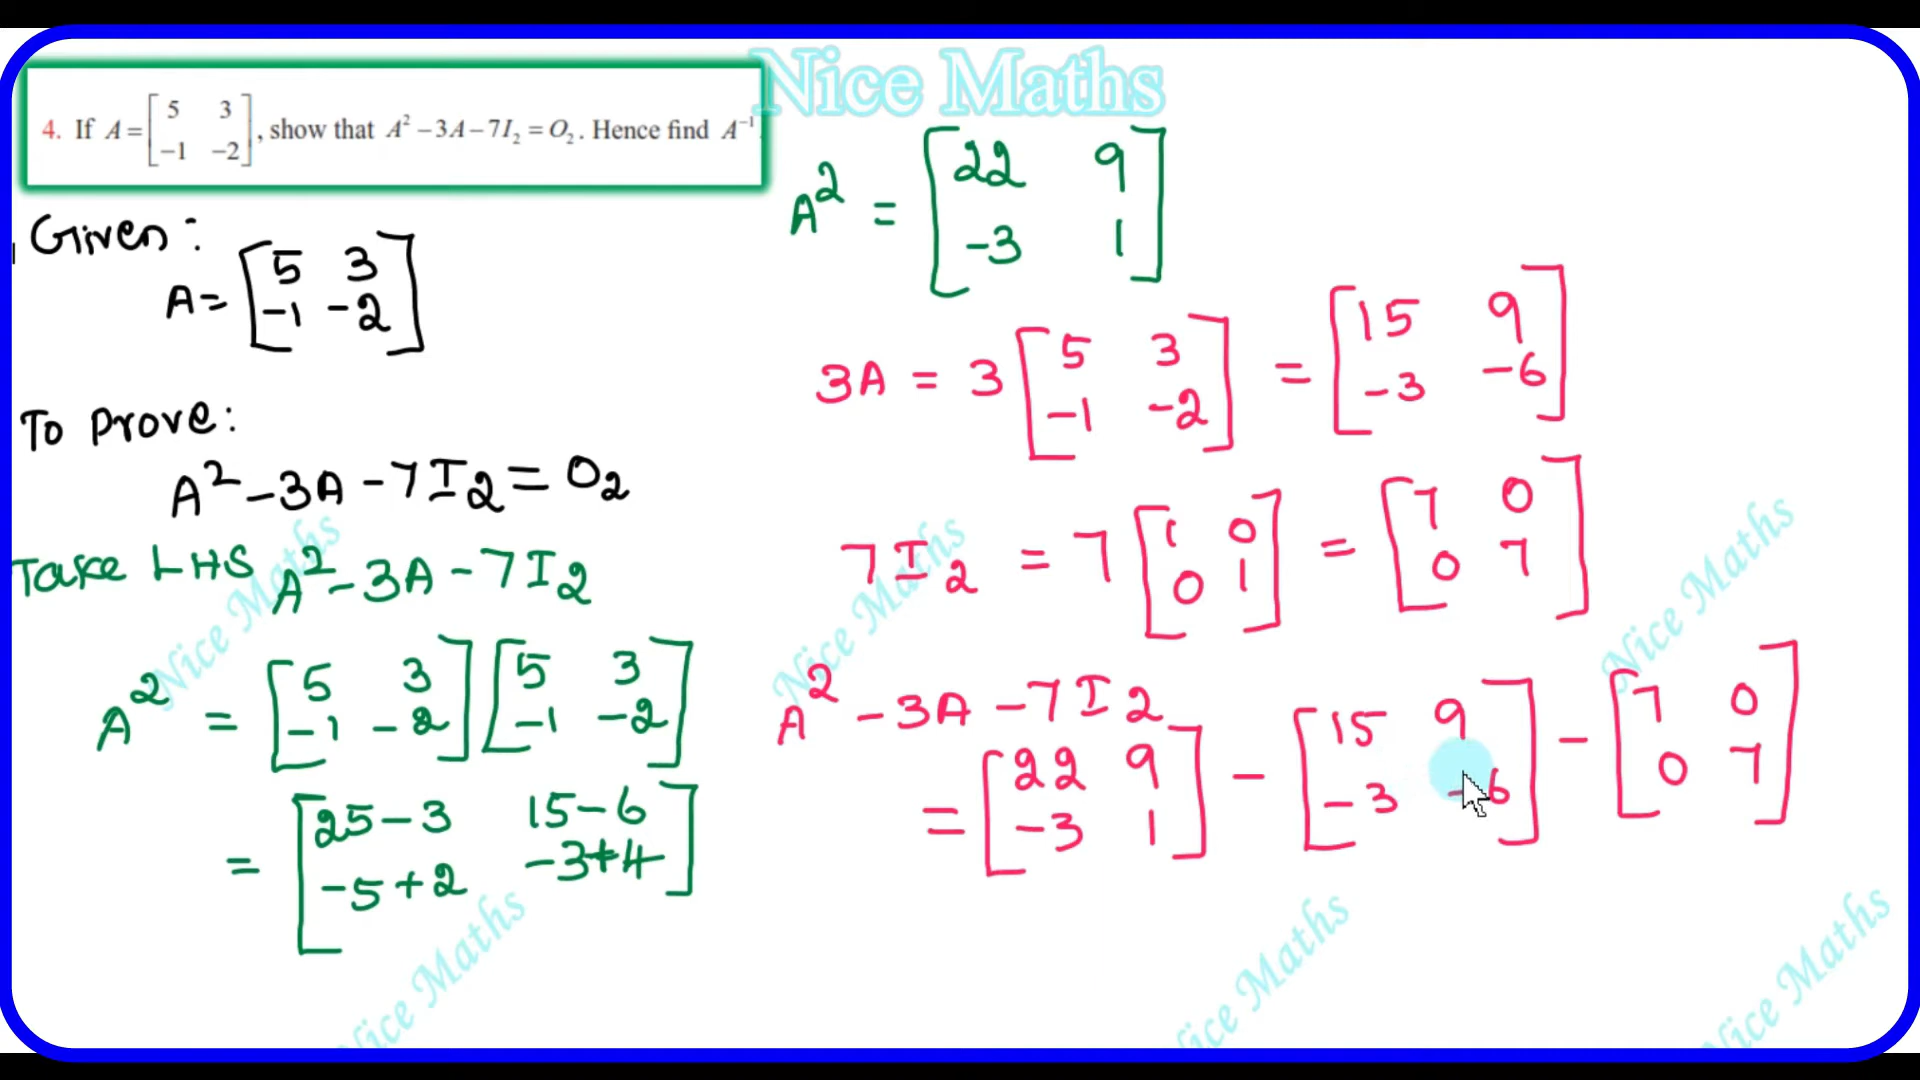 Nice Maths
4. If A = [5 3
-1 -2], show that A² – 3A – 7I₂ = O₂. Hence find A⁻¹
Given:
A = [5 3
-1 -2]
To Prove:
A² - 3A - 7I₂ = O₂
Take LHS A² - 3A - 7I₂
A² = [5 3
-1 -2] [5 3
-1 -2]
= [25-3 15-6
-5+2 -3+4]
A² = [22 9
-3 1]
3A = 3 [5 3
-1 -2] = [15 9
-3 -6]
7I₂ = 7 [1 0
0 1] = [7 0
0 7]
A² - 3A - 7I₂
= [22 9
-3 1] - [15 9
-3 -6] - [7 0
0 7]
Nice Maths
Nice Maths
Nice Maths
Nice Maths
Nice Maths
Nice Maths